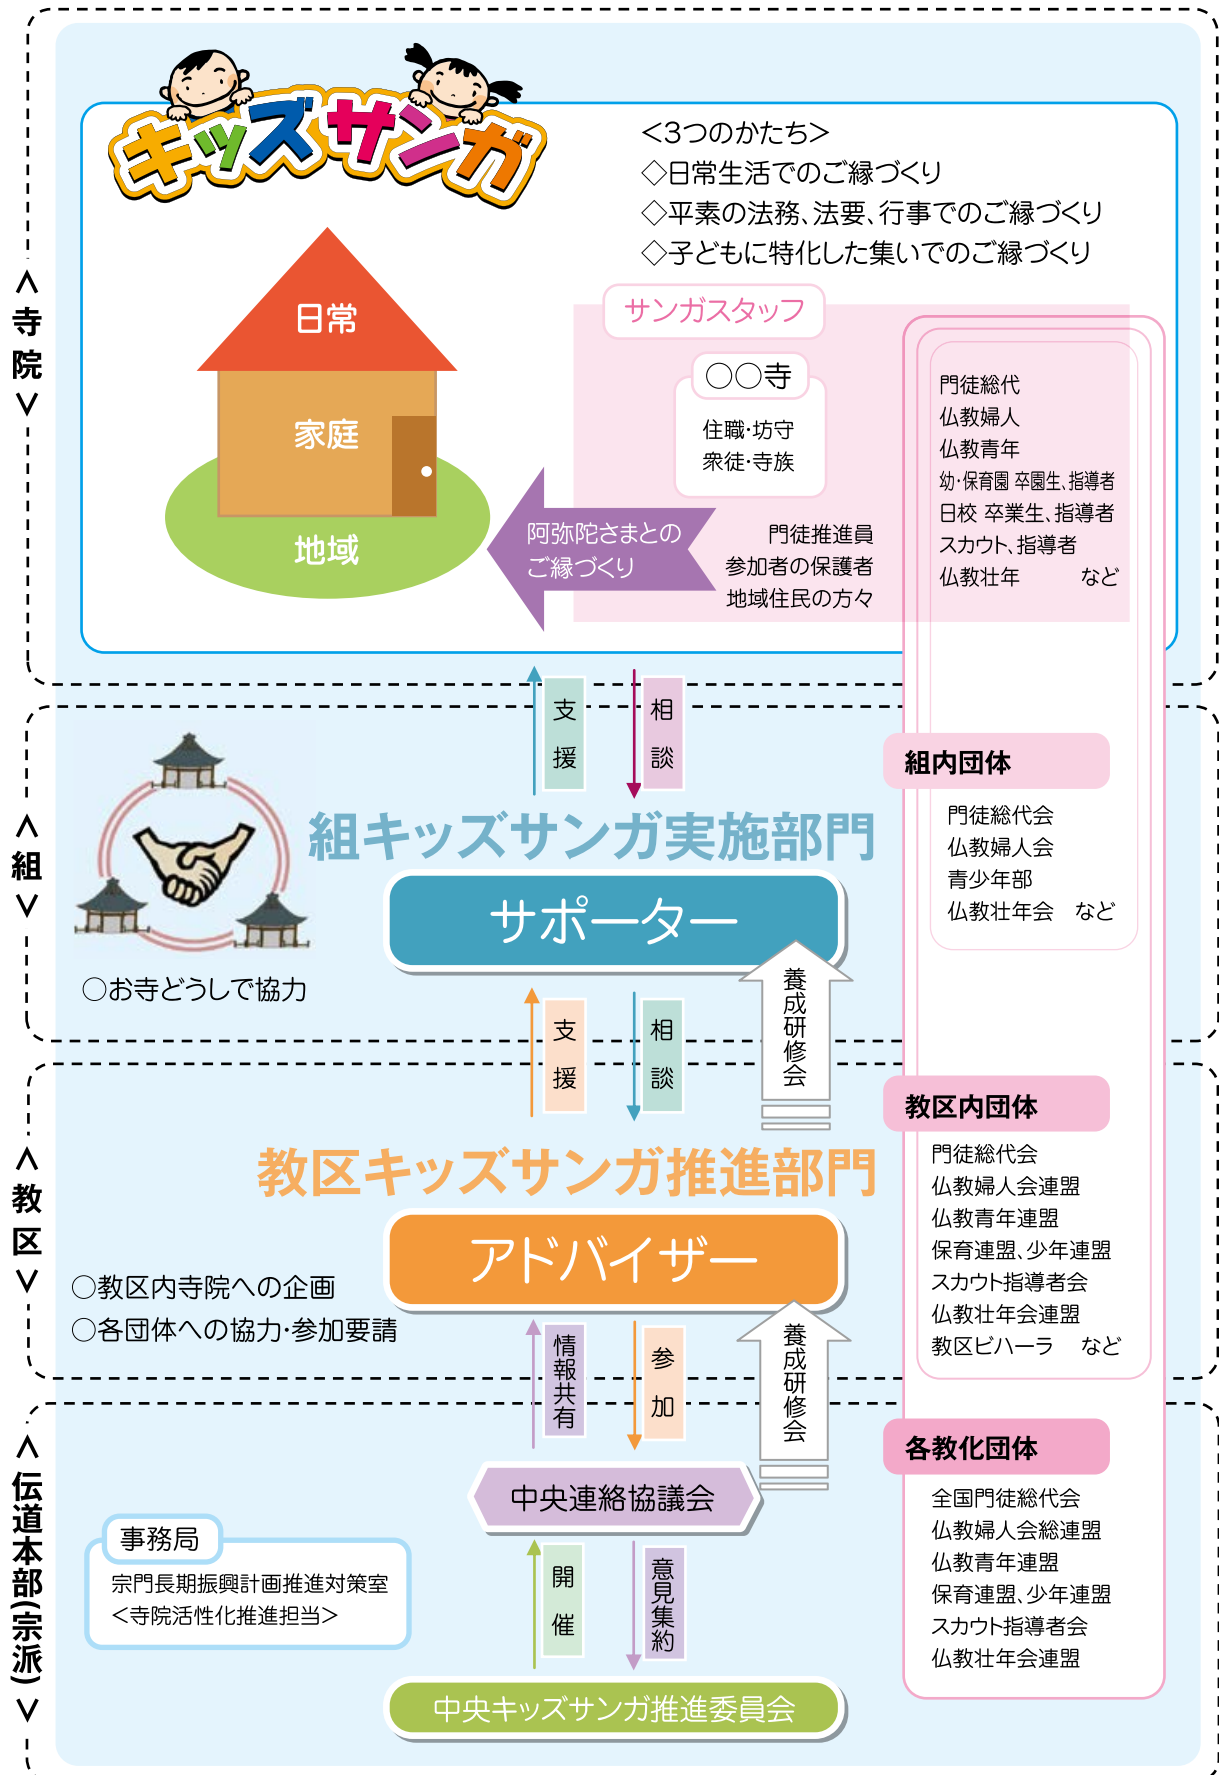 キッズサンガ
<3つのかたち>
◇日常生活でのご縁づくり
◇平素の法務、法要、行事でのご縁づくり
◇子どもに特化した集いでのご縁づくり
<寺院>
日常
家庭
地域
サンガスタッフ
○○寺
住職・坊守
衆徒・寺族
阿弥陀さまとの
ご縁づくり
門徒推進員
参加者の保護者
地域住民の方々
門徒総代
仏教婦人
仏教青年
幼・保育園 卒園生、指導者
日校 卒業生、指導者
スカウト、指導者
仏教壮年 など
支援
相談
<組>
○お寺どうしで協力
組キッズサンガ実施部門
サポーター
組内団体
門徒総代会
仏教婦人会
青少年部
仏教壮年会 など
支援
相談
養成研修会
<教区>
教区キッズサンガ推進部門
アドバイザー
○教区内寺院への企画
○各団体への協力・参加要請
教区内団体
門徒総代会
仏教婦人会連盟
仏教青年連盟
保育連盟、少年連盟
スカウト指導者会
仏教壮年会連盟
教区ビハーラ など
情報共有
参加
養成研修会
<伝道本部(宗派)>
中央連絡協議会
事務局
宗門長期振興計画推進対策室
<寺院活性化推進担当>
開催
意見集約
中央キッズサンガ推進委員会
各教化団体
全国門徒総代会
仏教婦人会総連盟
仏教青年連盟
保育連盟、少年連盟
スカウト指導者会
仏教壮年会連盟